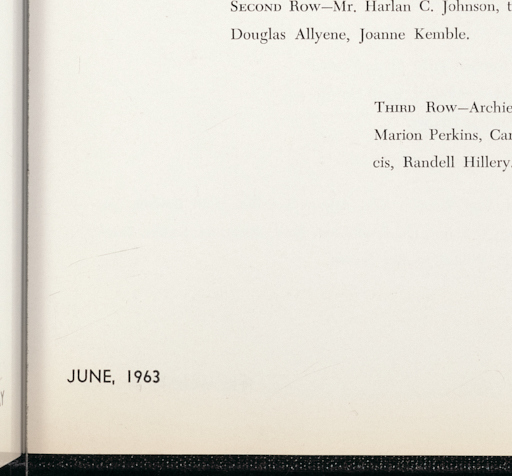 Second Row—Mr. Harlan C. Johnson,
Douglas Allyene, Joanne Kemble.
Third Row—Archie
Marion Perkins,
cis, Randell Hillery,
JUNE, 1963